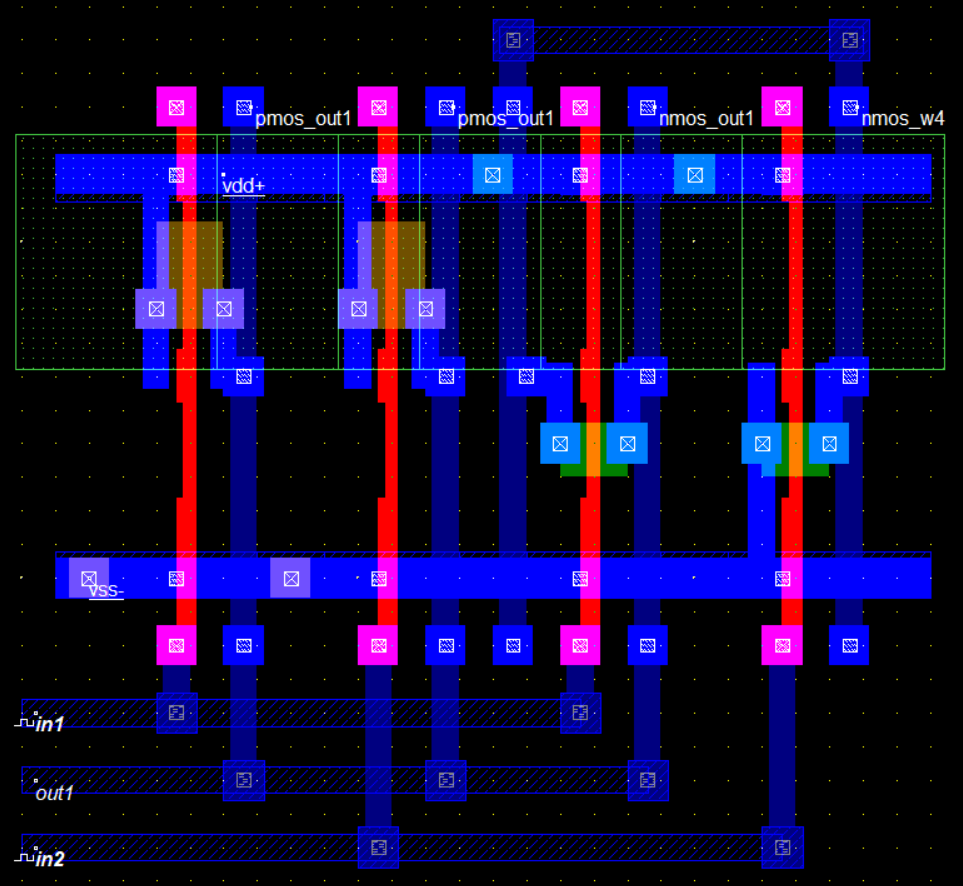 pmos_out1 pmos_out1 nmos_out1 nmos_w4
vdd+
vss-
in1
out1
in2